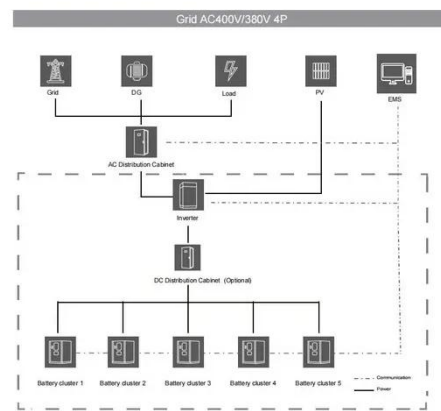 Grid AC400V/380V 4P
Grid
DG
Load
PV
EMS
AC Distribution Cabinet
Inverter
DC Distribution Cabinet (Optional)
Battery cluster 1
Battery cluster 2
Battery cluster 3
Battery cluster 4
Battery cluster 5
Communication
Power